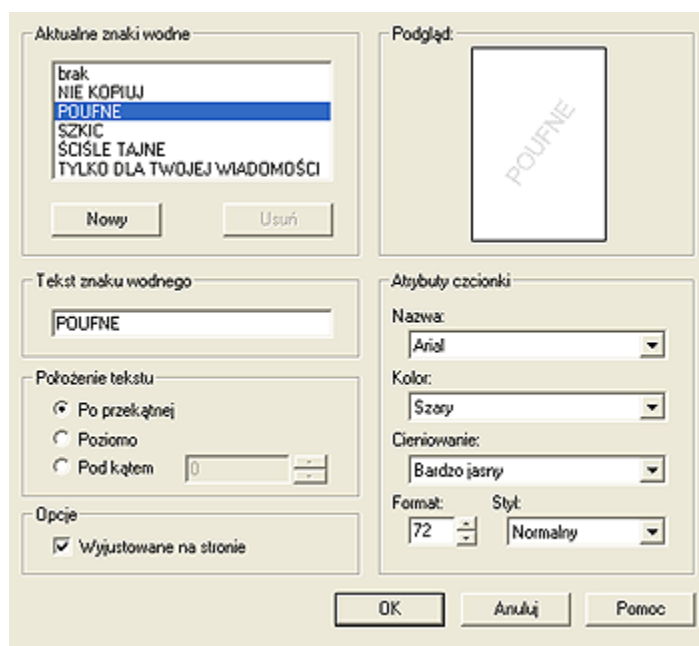 Aktualne znaki wodne
brak
NIE KOPIUJ
POUFNE
SZKIC
ŚCIŚLE TAJNE
TYLKO DLA TWOJEJ WIADOMOŚCI
Nowy
Usuń
Podgląd:
POUFNE
Tekst znaku wodnego
POUFNE
Położenie tekstu
Po przekątnej
Poziomo
Pod kątem
0
Opcje
Wyjustowane na stronie
Atrybuty czcionki
Nazwa:
Arial
Kolor:
Szary
Cieniowanie:
Bardzo jasny
Format: Styl:
72 Normalny
OK Anuluj Pomoc